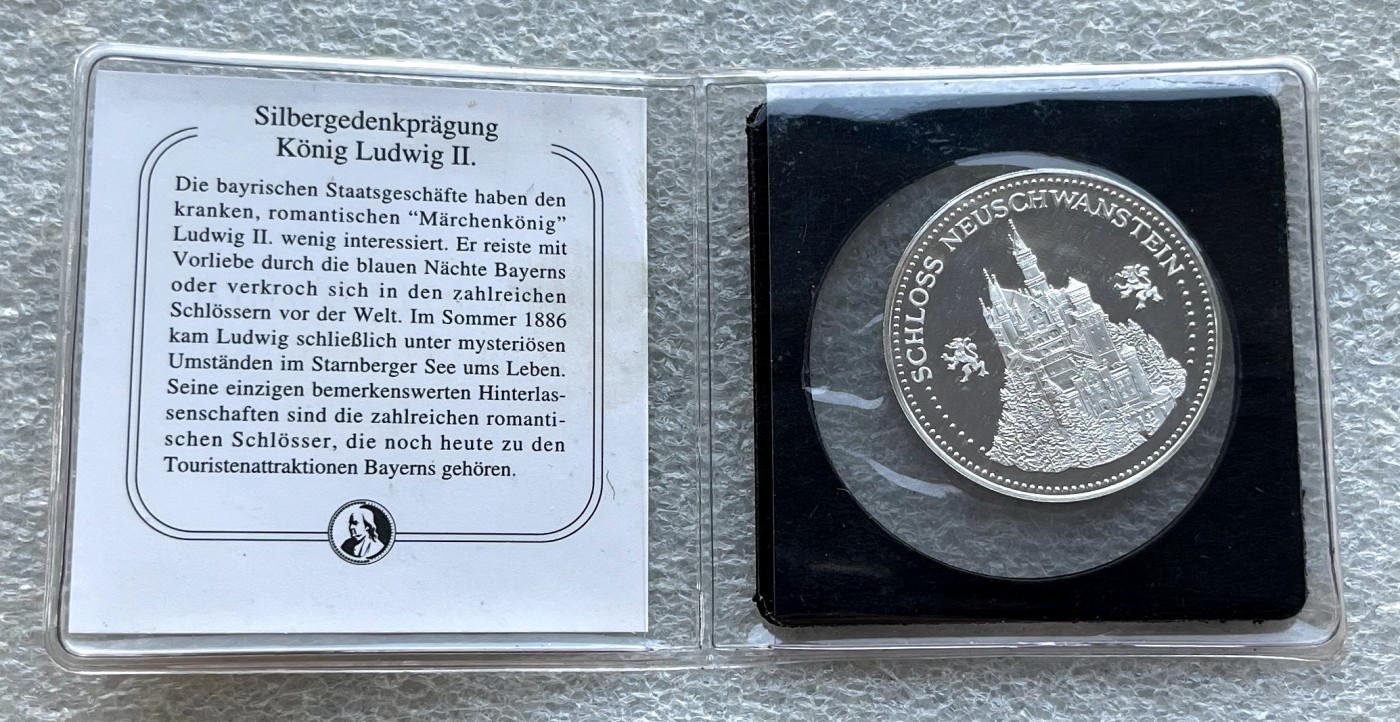 Silbergedenkprägung
König Ludwig II.
Die bayrischen Staatsgeschäfte haben den
kranken, romantischen “Märchenkönig”
Ludwig II. wenig interessiert. Er reiste mit
Vorliebe durch die blauen Nächte Bayerns
oder verkroch sich in den zahlreichen
Schlössern vor der Welt. Im Sommer 1886
kam Ludwig schließlich unter mysteriösen
Umständen im Starnberger See ums Leben.
Seine einzigen bemerkenswerten Hinterlas-
senschaften sind die zahlreichen romanti-
schen Schlösser, die noch heute zu den
Touristenattraktionen Bayerns gehören.
SCHLOSS NEUSCHWANSTEIN